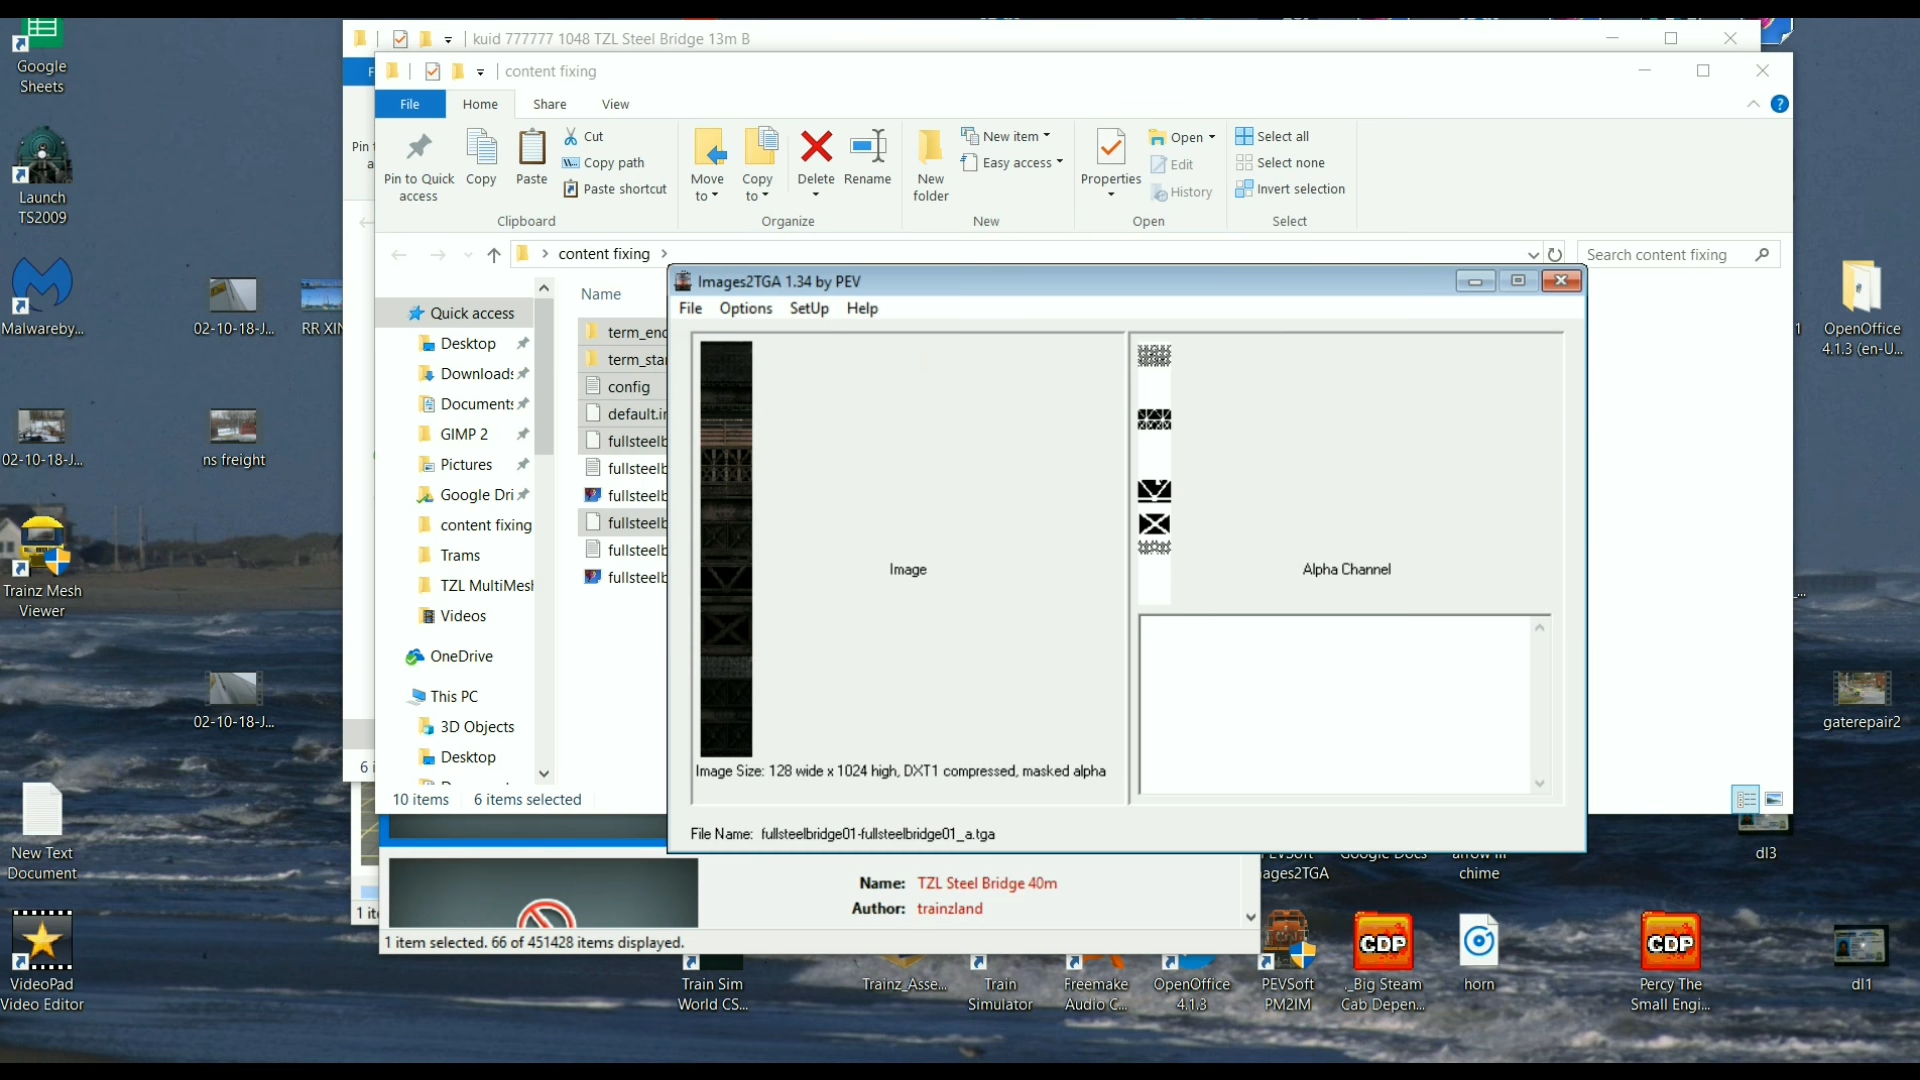 kuid 777777 1048 TZL Steel Bridge 13m B
content fixing
File
Home
Share
View
Pin to Quick access
Copy
Paste
Cut
Copy path
Paste shortcut
Clipboard
Move to
Copy to
Delete
Rename
Organize
New folder
New item
Easy access
New
Properties
Open
Edit
History
Open
Select all
Select none
Invert selection
Select
content fixing
Search content fixing
Name
Quick access
Desktop
Downloads
Documents
GIMP 2
Pictures
Google Dri
content fixing
Trams
TZL MultiMesh
Videos
OneDrive
This PC
3D Objects
Desktop
term_end
term_star
config
default.in
fullsteelb
fullsteelb
fullsteelb
fullsteelb
fullsteelb
fullsteelb
10 items
6 items selected
Images2TGA 1.34 by PEV
File
Options
SetUp
Help
Image
Alpha Channel
Image Size: 128 wide x 1024 high, DXT1 compressed, masked alpha
File Name: fullsteelbridge01-fullsteelbridge01_a.tga
Name: TZL Steel Bridge 40m
Author: trainzland
1 item selected. 66 of 451428 items displayed.
Google Sheets
Launch TS2009
Malwareby...
02-10-18-J...
RR XIN
02-10-18-J...
ns freight
Trainz Mesh Viewer
02-10-18-J...
New Text Document
VideoPad Video Editor
OpenOffice 4.1.3 (en-U...
gaterepair2
dl3
chime
Train Sim World CS...
Trainz_Asse...
Train Simulator
Freemake Audio C...
OpenOffice 4.1.3
PEVSoft PM2IM
CDP
._Big Steam Cab Depen...
horn
CDP
Percy The Small Engi...
dl1